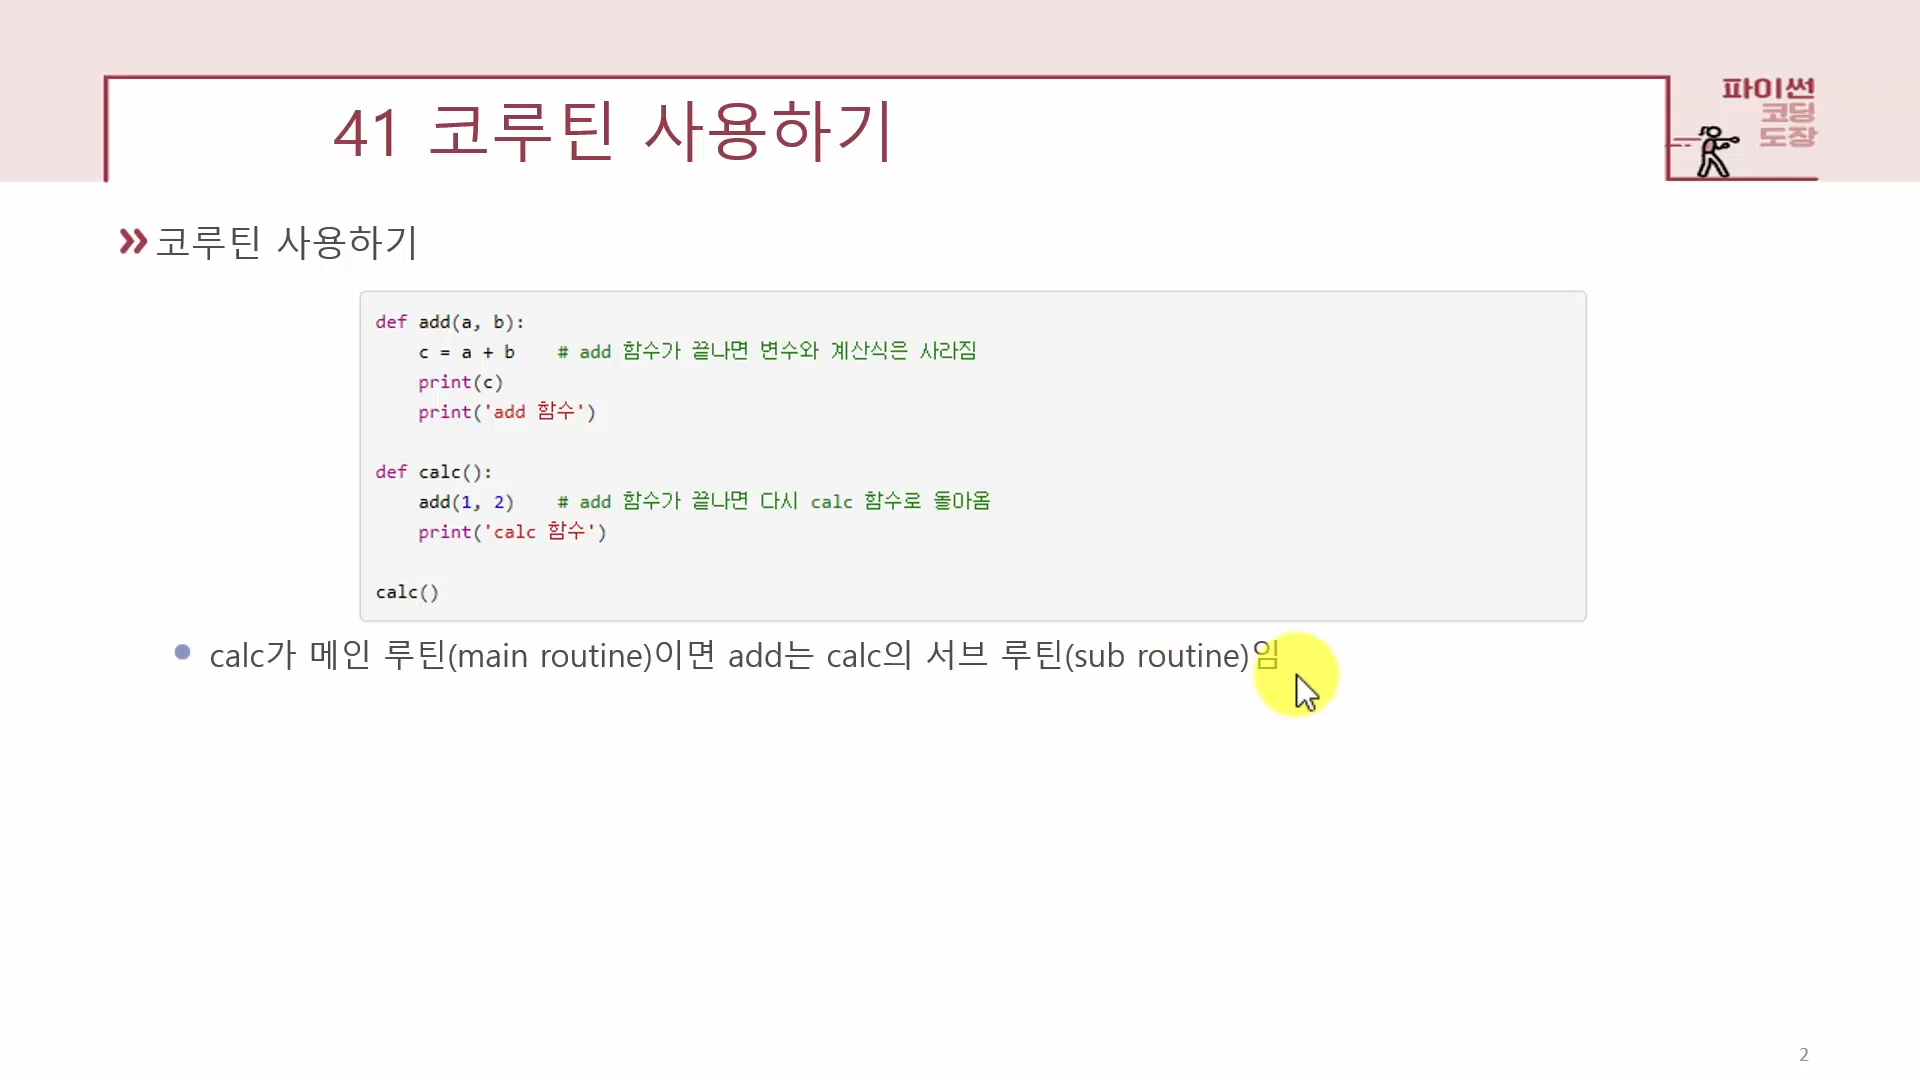 41 코루틴 사용하기
파이썬
코딩
도장
코루틴 사용하기
def add(a, b):
    c = a + b    # add 함수가 끝나면 변수와 계산식은 사라짐
    print(c)
    print('add 함수')
def calc():
    add(1, 2)    # add 함수가 끝나면 다시 calc 함수로 돌아옴
    print('calc 함수')
calc()
calc가 메인 루틴(main routine)이면 add는 calc의 서브 루틴(sub routine)임
2